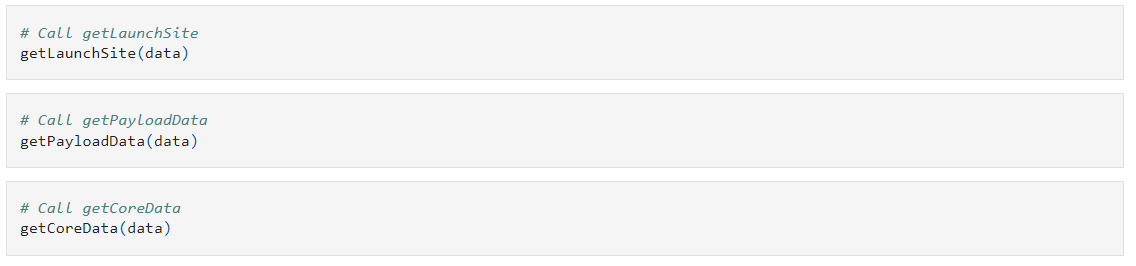 # Call getLaunchSite
getLaunchSite(data)
# Call getPayloadData
getPayloadData(data)
# Call getCoreData
getCoreData(data)